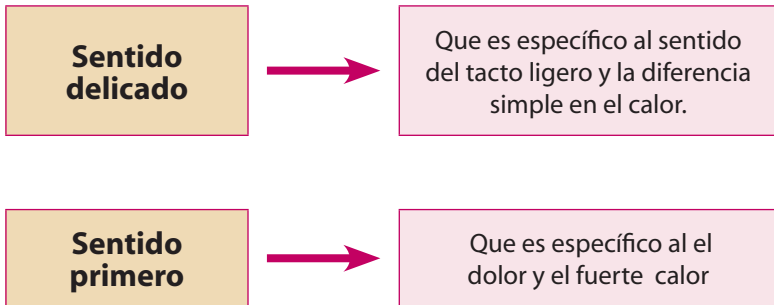 Sentido
delicado
Que es específico al sentido
del tacto ligero y la diferencia
simple en el calor.
Sentido
primero
Que es específico al el
dolor y el fuerte calor